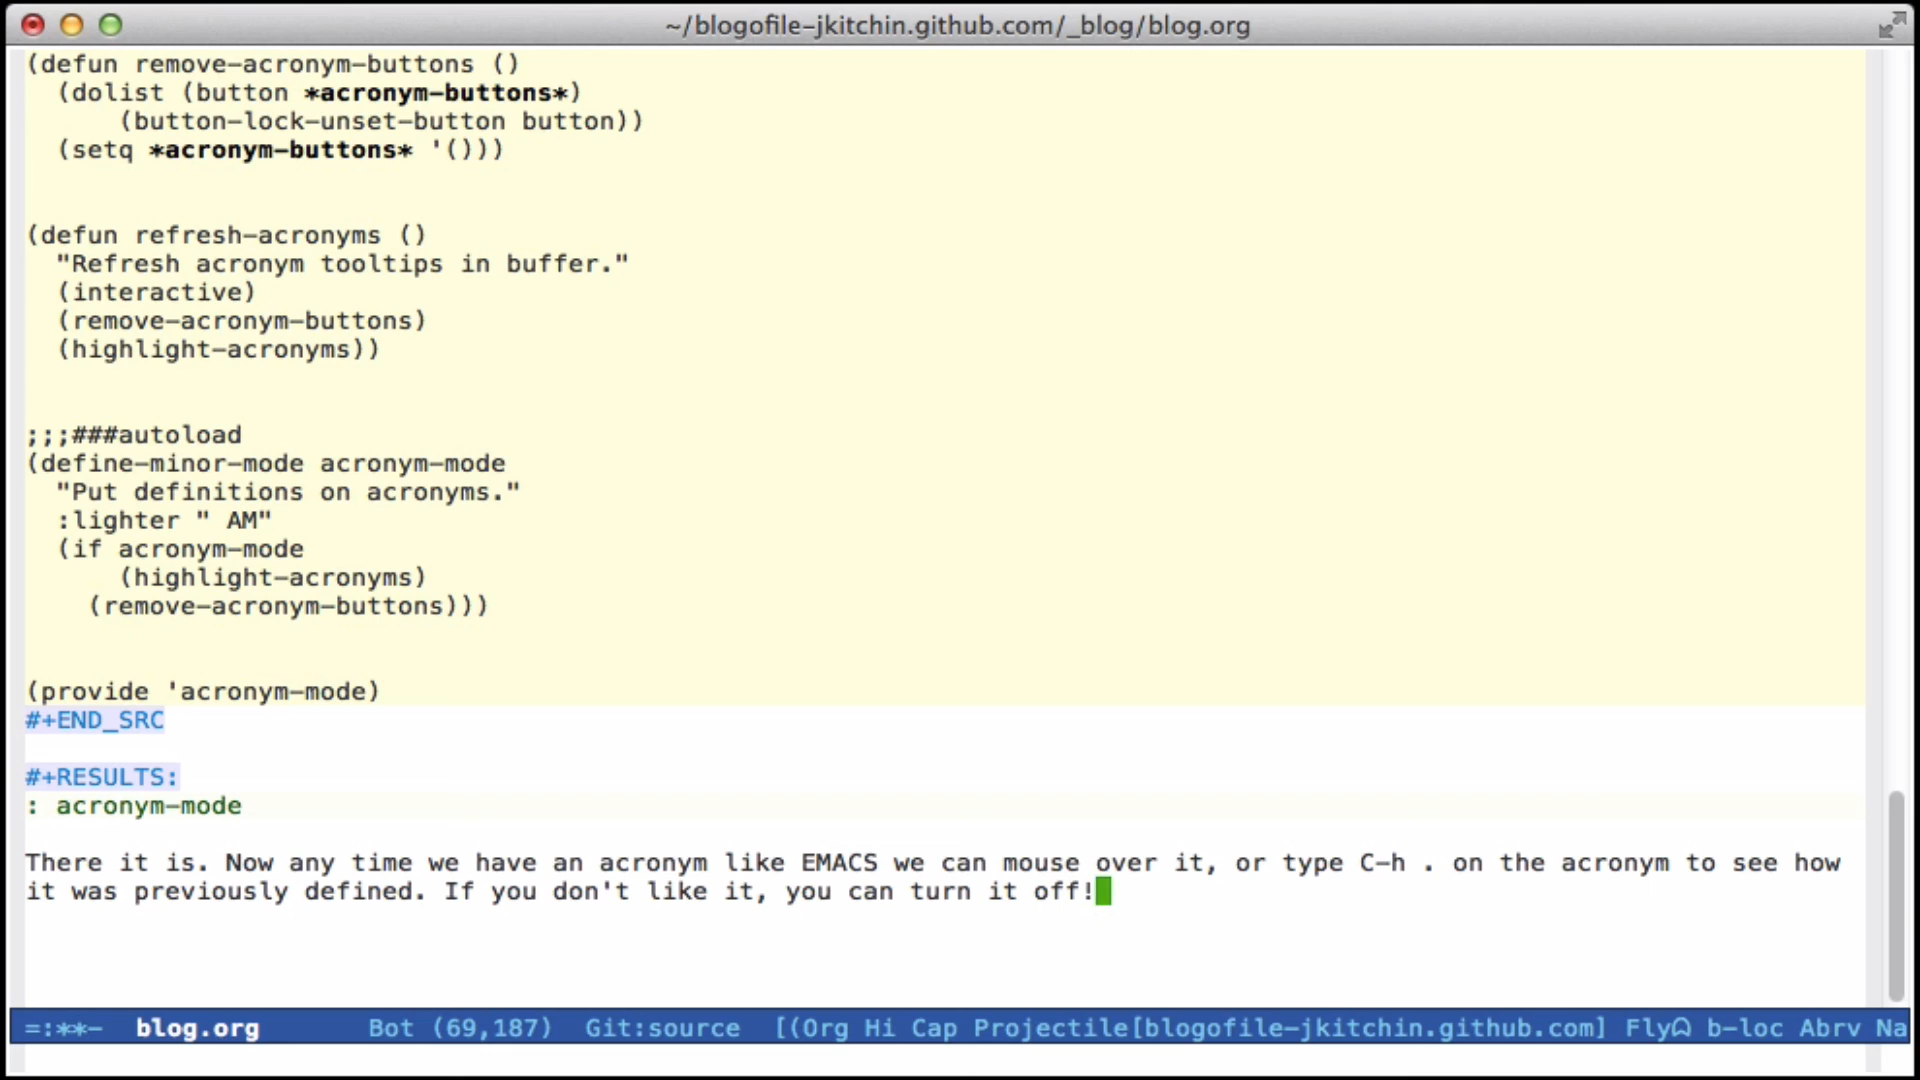 ~/blogofile-jkitchin.github.com/_blog/blog.org
(defun remove-acronym-buttons ()
  (dolist (button *acronym-buttons*)
      (button-lock-unset-button button))
  (setq *acronym-buttons* '()))
(defun refresh-acronyms ()
  "Refresh acronym tooltips in buffer."
  (interactive)
  (remove-acronym-buttons)
  (highlight-acronyms))
;;;###autoload
(define-minor-mode acronym-mode
  "Put definitions on acronyms."
  :lighter " AM"
  (if acronym-mode
      (highlight-acronyms)
    (remove-acronym-buttons)))
(provide 'acronym-mode)
#+END_SRC
#+RESULTS:
: acronym-mode
There it is. Now any time we have an acronym like EMACS we can mouse over it, or type C-h . on the acronym to see how
it was previously defined. If you don't like it, you can turn it off!
=:**-  blog.org       Bot (69,187)  Git:source  [(Org Hi Cap Projectile[blogofile-jkitchin.github.com] Flyᗣ b-loc Abrv Na